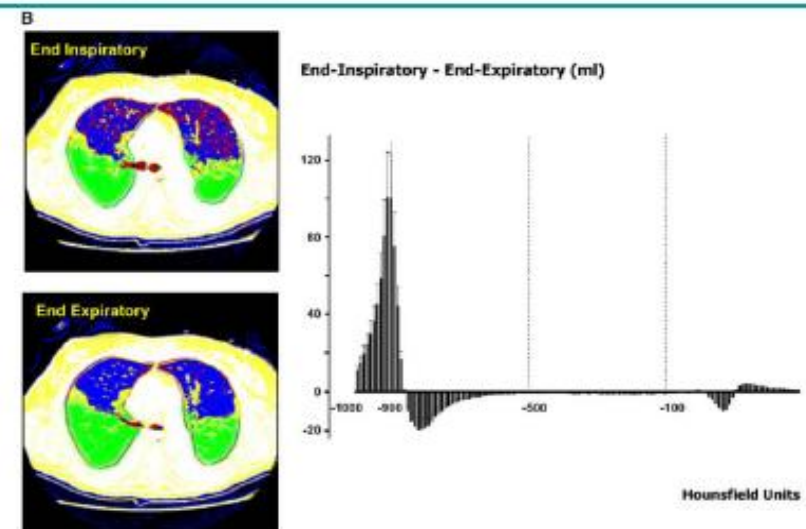 B
End Inspiratory
End-Inspiratory - End-Expiratory (ml)
120
80
40
0
-20
-1000 -900 -500 -100
Hounsfield Units
End Expiratory